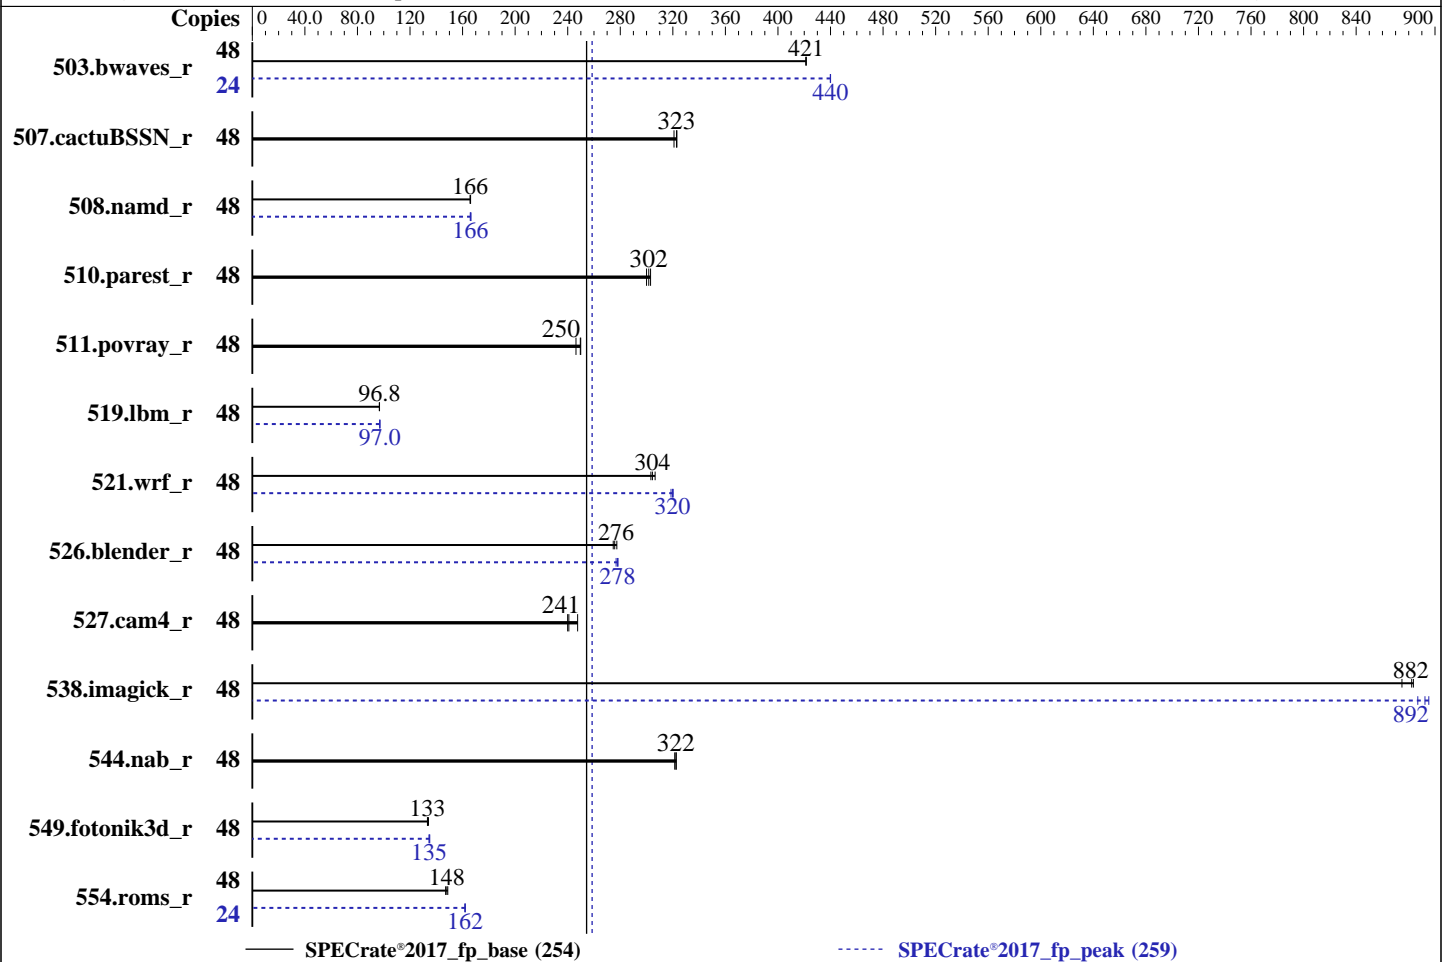 Copies 0 40.0 80.0 120 160 200 240 280 320 360 400 440 480 520 560 600 640 680 720 760 800 840 900
503.bwaves_r 48 421
24 440
507.cactuBSSN_r 48 323
508.namd_r 48 166
166
510.parest_r 48 302
511.povray_r 48 250
519.lbm_r 48 96.8
97.0
521.wrf_r 48 304
320
526.blender_r 48 276
278
527.cam4_r 48 241
538.imagick_r 48 882
892
544.nab_r 48 322
549.fotonik3d_r 48 133
135
554.roms_r 48 148
24 162
SPECrate®2017_fp_base (254) SPECrate®2017_fp_peak (259)